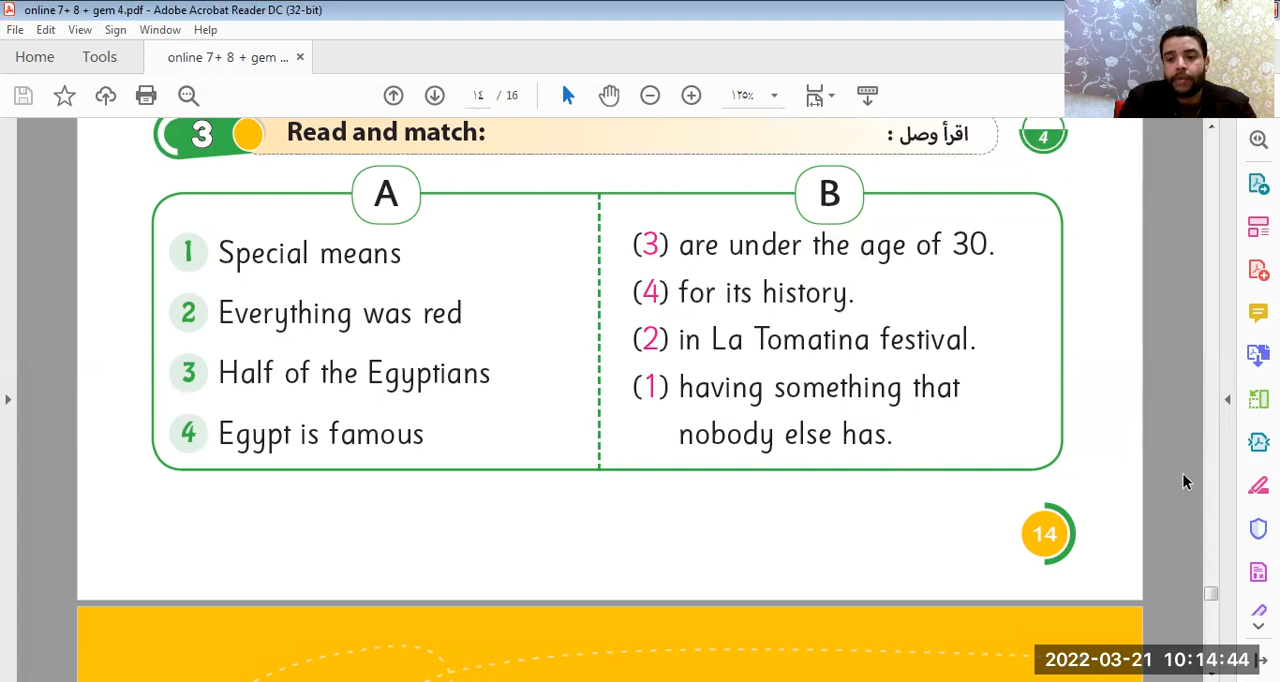 online 7+ 8 + gem 4.pdf - Adobe Acrobat Reader DC (32-bit)
File Edit View Sign Window Help
Home Tools online 7+ 8 + gem ... ×
١٤ / 16 ١٢٥%
3 Read and match: اقرأ وصل : 4
A
1 Special means
2 Everything was red
3 Half of the Egyptians
4 Egypt is famous
B
(3) are under the age of 30.
(4) for its history.
(2) in La Tomatina festival.
(1) having something that
nobody else has.
14
2022-03-21 10:14:44